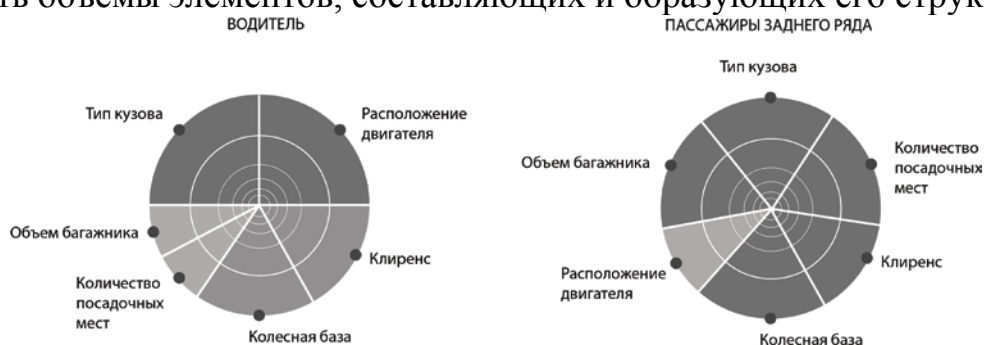 ть объемы элементов, составляющих и образующих его струк
ВОДИТЕЛЬ
Тип кузова
Расположение
двигателя
Объем багажника
Количество
посадочных
мест
Клиренс
Колесная база
ПАССАЖИРЫ ЗАДНЕГО РЯДА
Тип кузова
Объем багажника
Количество
посадочных
мест
Расположение
двигателя
Клиренс
Колесная база